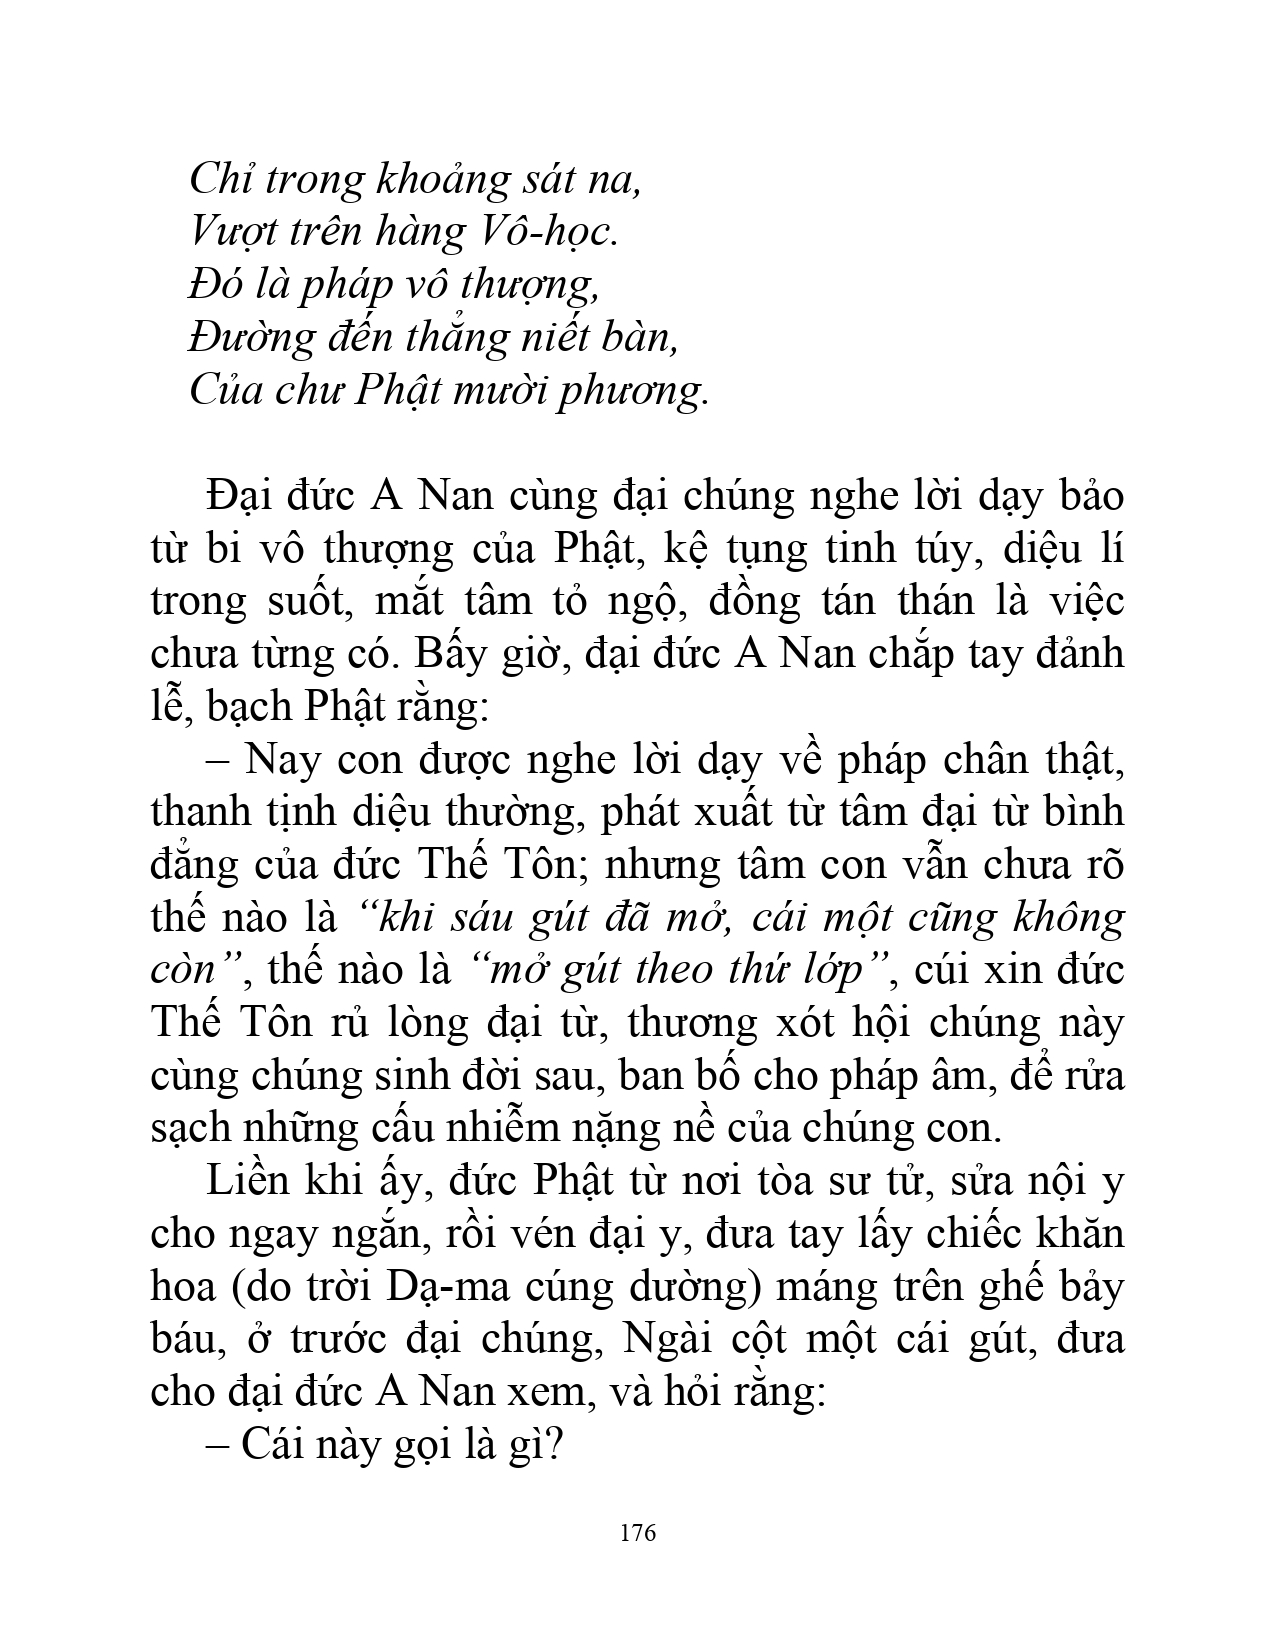 Chỉ trong khoảng sát na,
Vượt trên hàng Vô-học.
Đó là pháp vô thượng,
Đường đến thẳng niết bàn,
Của chư Phật mười phương.
Đại đức A Nan cùng đại chúng nghe lời dạy bảo
từ bi vô thượng của Phật, kệ tụng tinh túy, diệu lí
trong suốt, mắt tâm tỏ ngộ, đồng tán thán là việc
chưa từng có. Bấy giờ, đại đức A Nan chắp tay đảnh
lễ, bạch Phật rằng:
– Nay con được nghe lời dạy về pháp chân thật,
thanh tịnh diệu thường, phát xuất từ tâm đại từ bình
đẳng của đức Thế Tôn; nhưng tâm con vẫn chưa rõ
thế nào là “khi sáu gút đã mở, cái một cũng không
còn”, thế nào là “mở gút theo thứ lớp”, cúi xin đức
Thế Tôn rủ lòng đại từ, thương xót hội chúng này
cùng chúng sinh đời sau, ban bố cho pháp âm, để rửa
sạch những cấu nhiễm nặng nề của chúng con.
Liền khi ấy, đức Phật từ nơi tòa sư tử, sửa nội y
cho ngay ngắn, rồi vén đại y, đưa tay lấy chiếc khăn
hoa (do trời Dạ-ma cúng dường) máng trên ghế bảy
báu, ở trước đại chúng, Ngài cột một cái gút, đưa
cho đại đức A Nan xem, và hỏi rằng:
– Cái này gọi là gì?
176